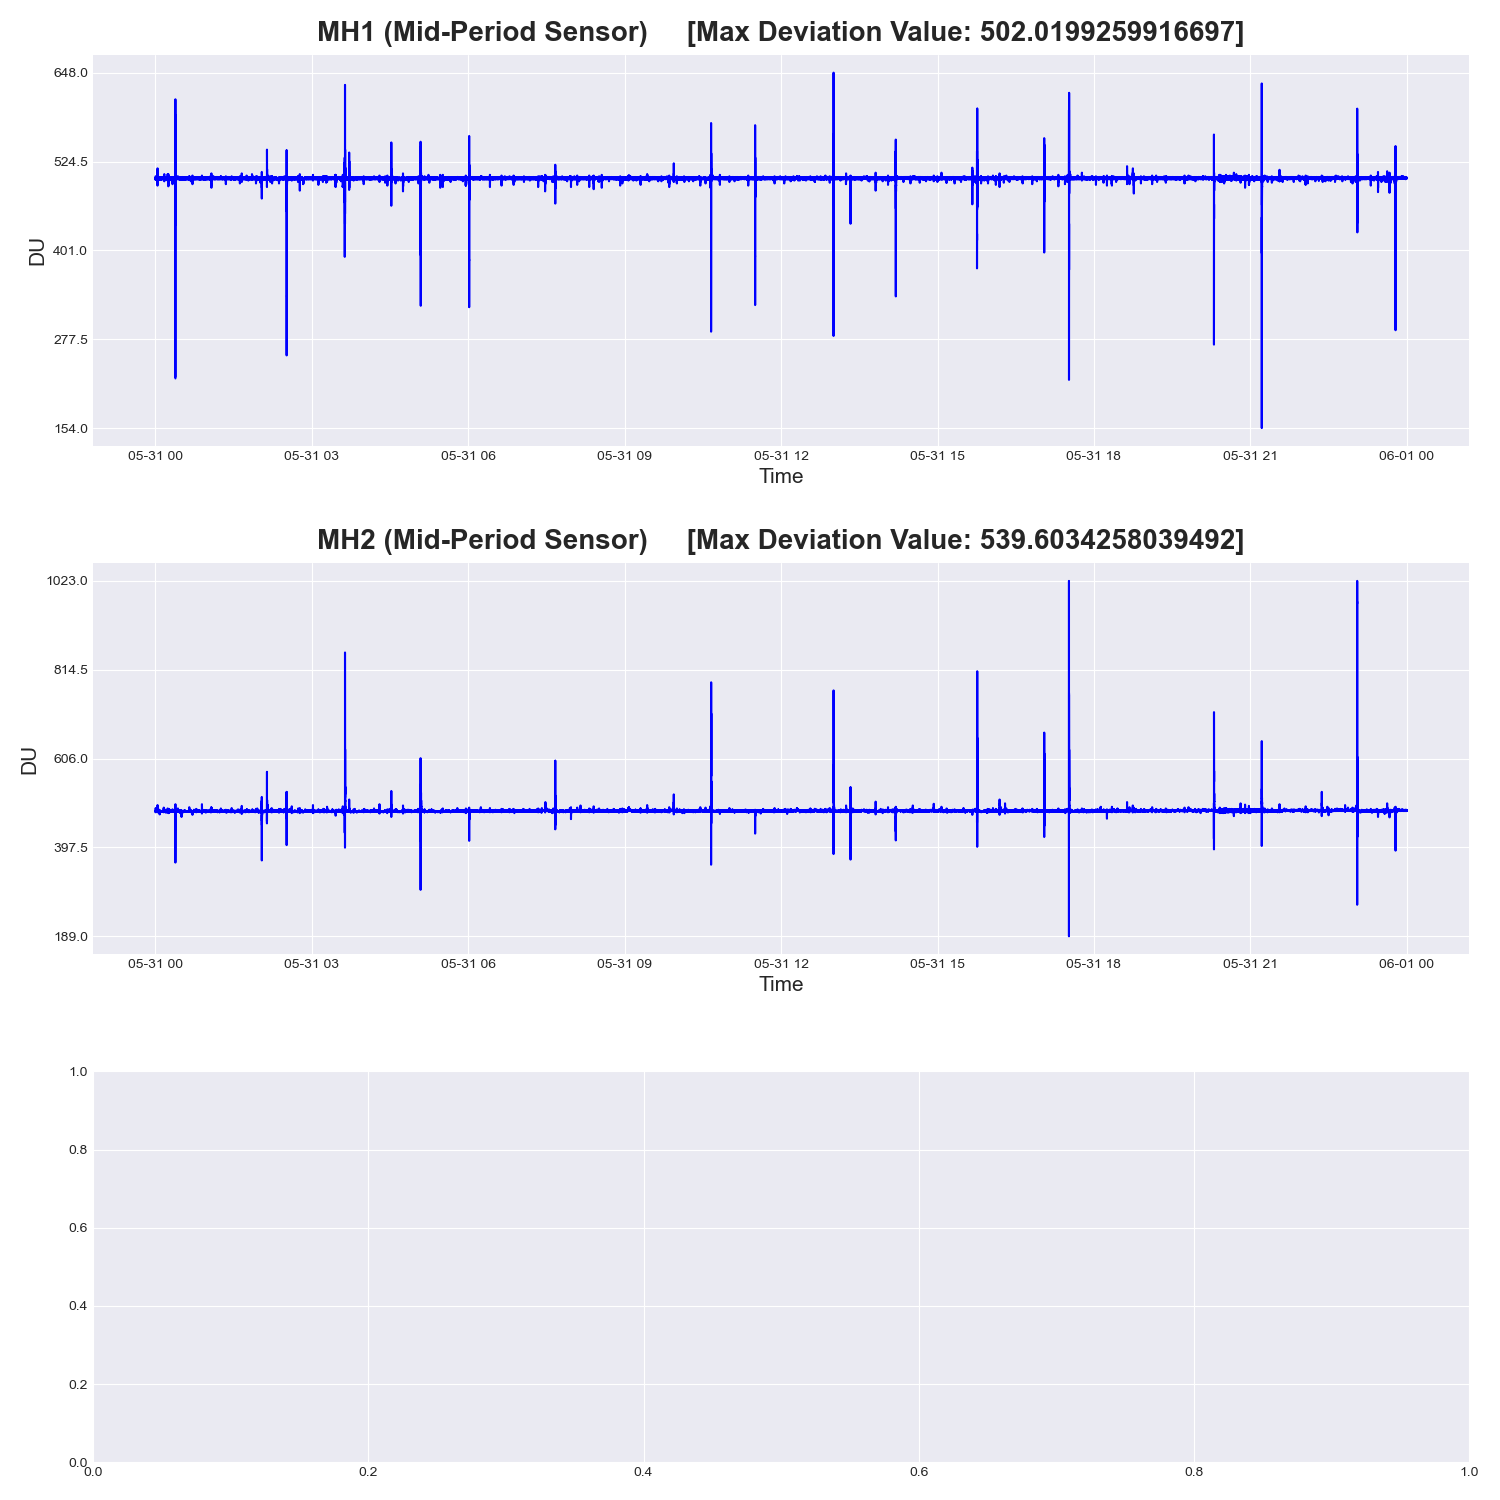 MH1 (Mid-Period Sensor) [Max Deviation Value: 502.0199259916697]
648.0
524.5
401.0
277.5
154.0
DU
05-31 00 05-31 03 05-31 06 05-31 09 05-31 12 05-31 15 05-31 18 05-31 21 06-01 00
Time
MH2 (Mid-Period Sensor) [Max Deviation Value: 539.6034258039492]
1023.0
814.5
606.0
397.5
189.0
DU
05-31 00 05-31 03 05-31 06 05-31 09 05-31 12 05-31 15 05-31 18 05-31 21 06-01 00
Time
1.0
0.8
0.6
0.4
0.2
0.0
0.0 0.2 0.4 0.6 0.8 1.0